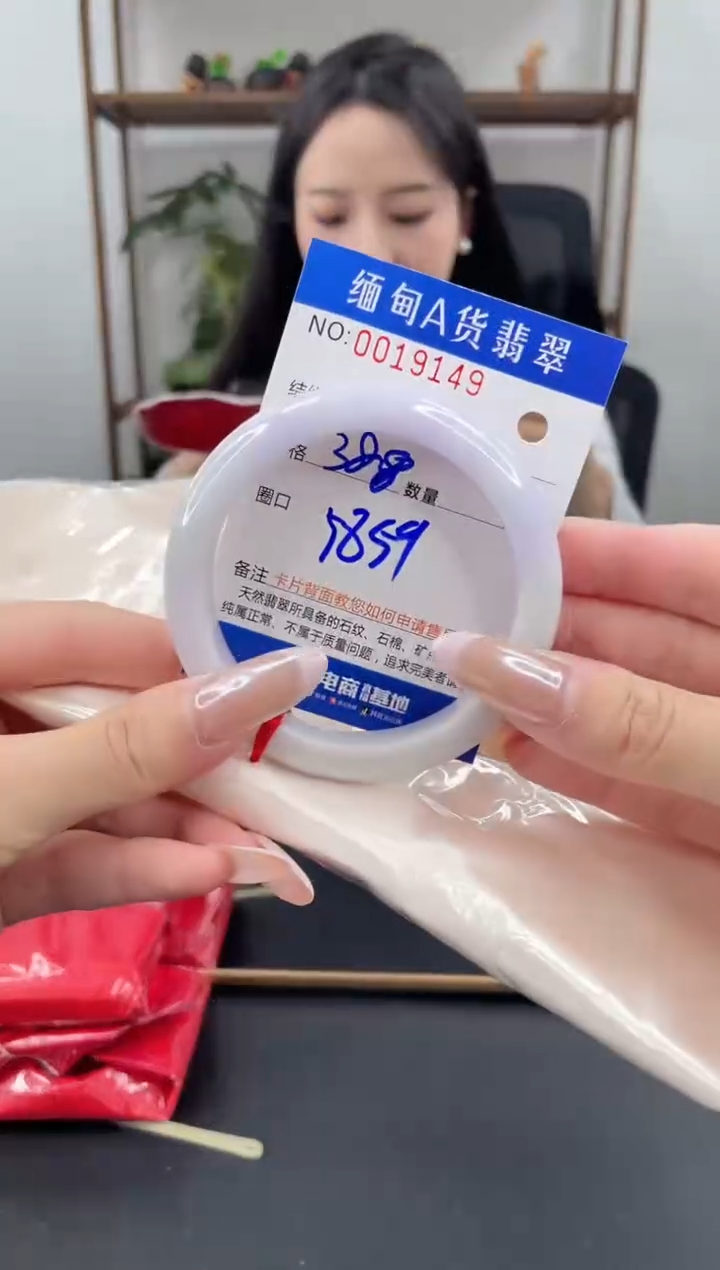 缅甸A货翡翠
NO:0019149
格 388 数量
圈口 5859
备注 卡片背面教您如何申请售
天然翡翠所具备的石纹、石棉、矿
纯属正常、不属于质量问题，追求完美者
电商 基地